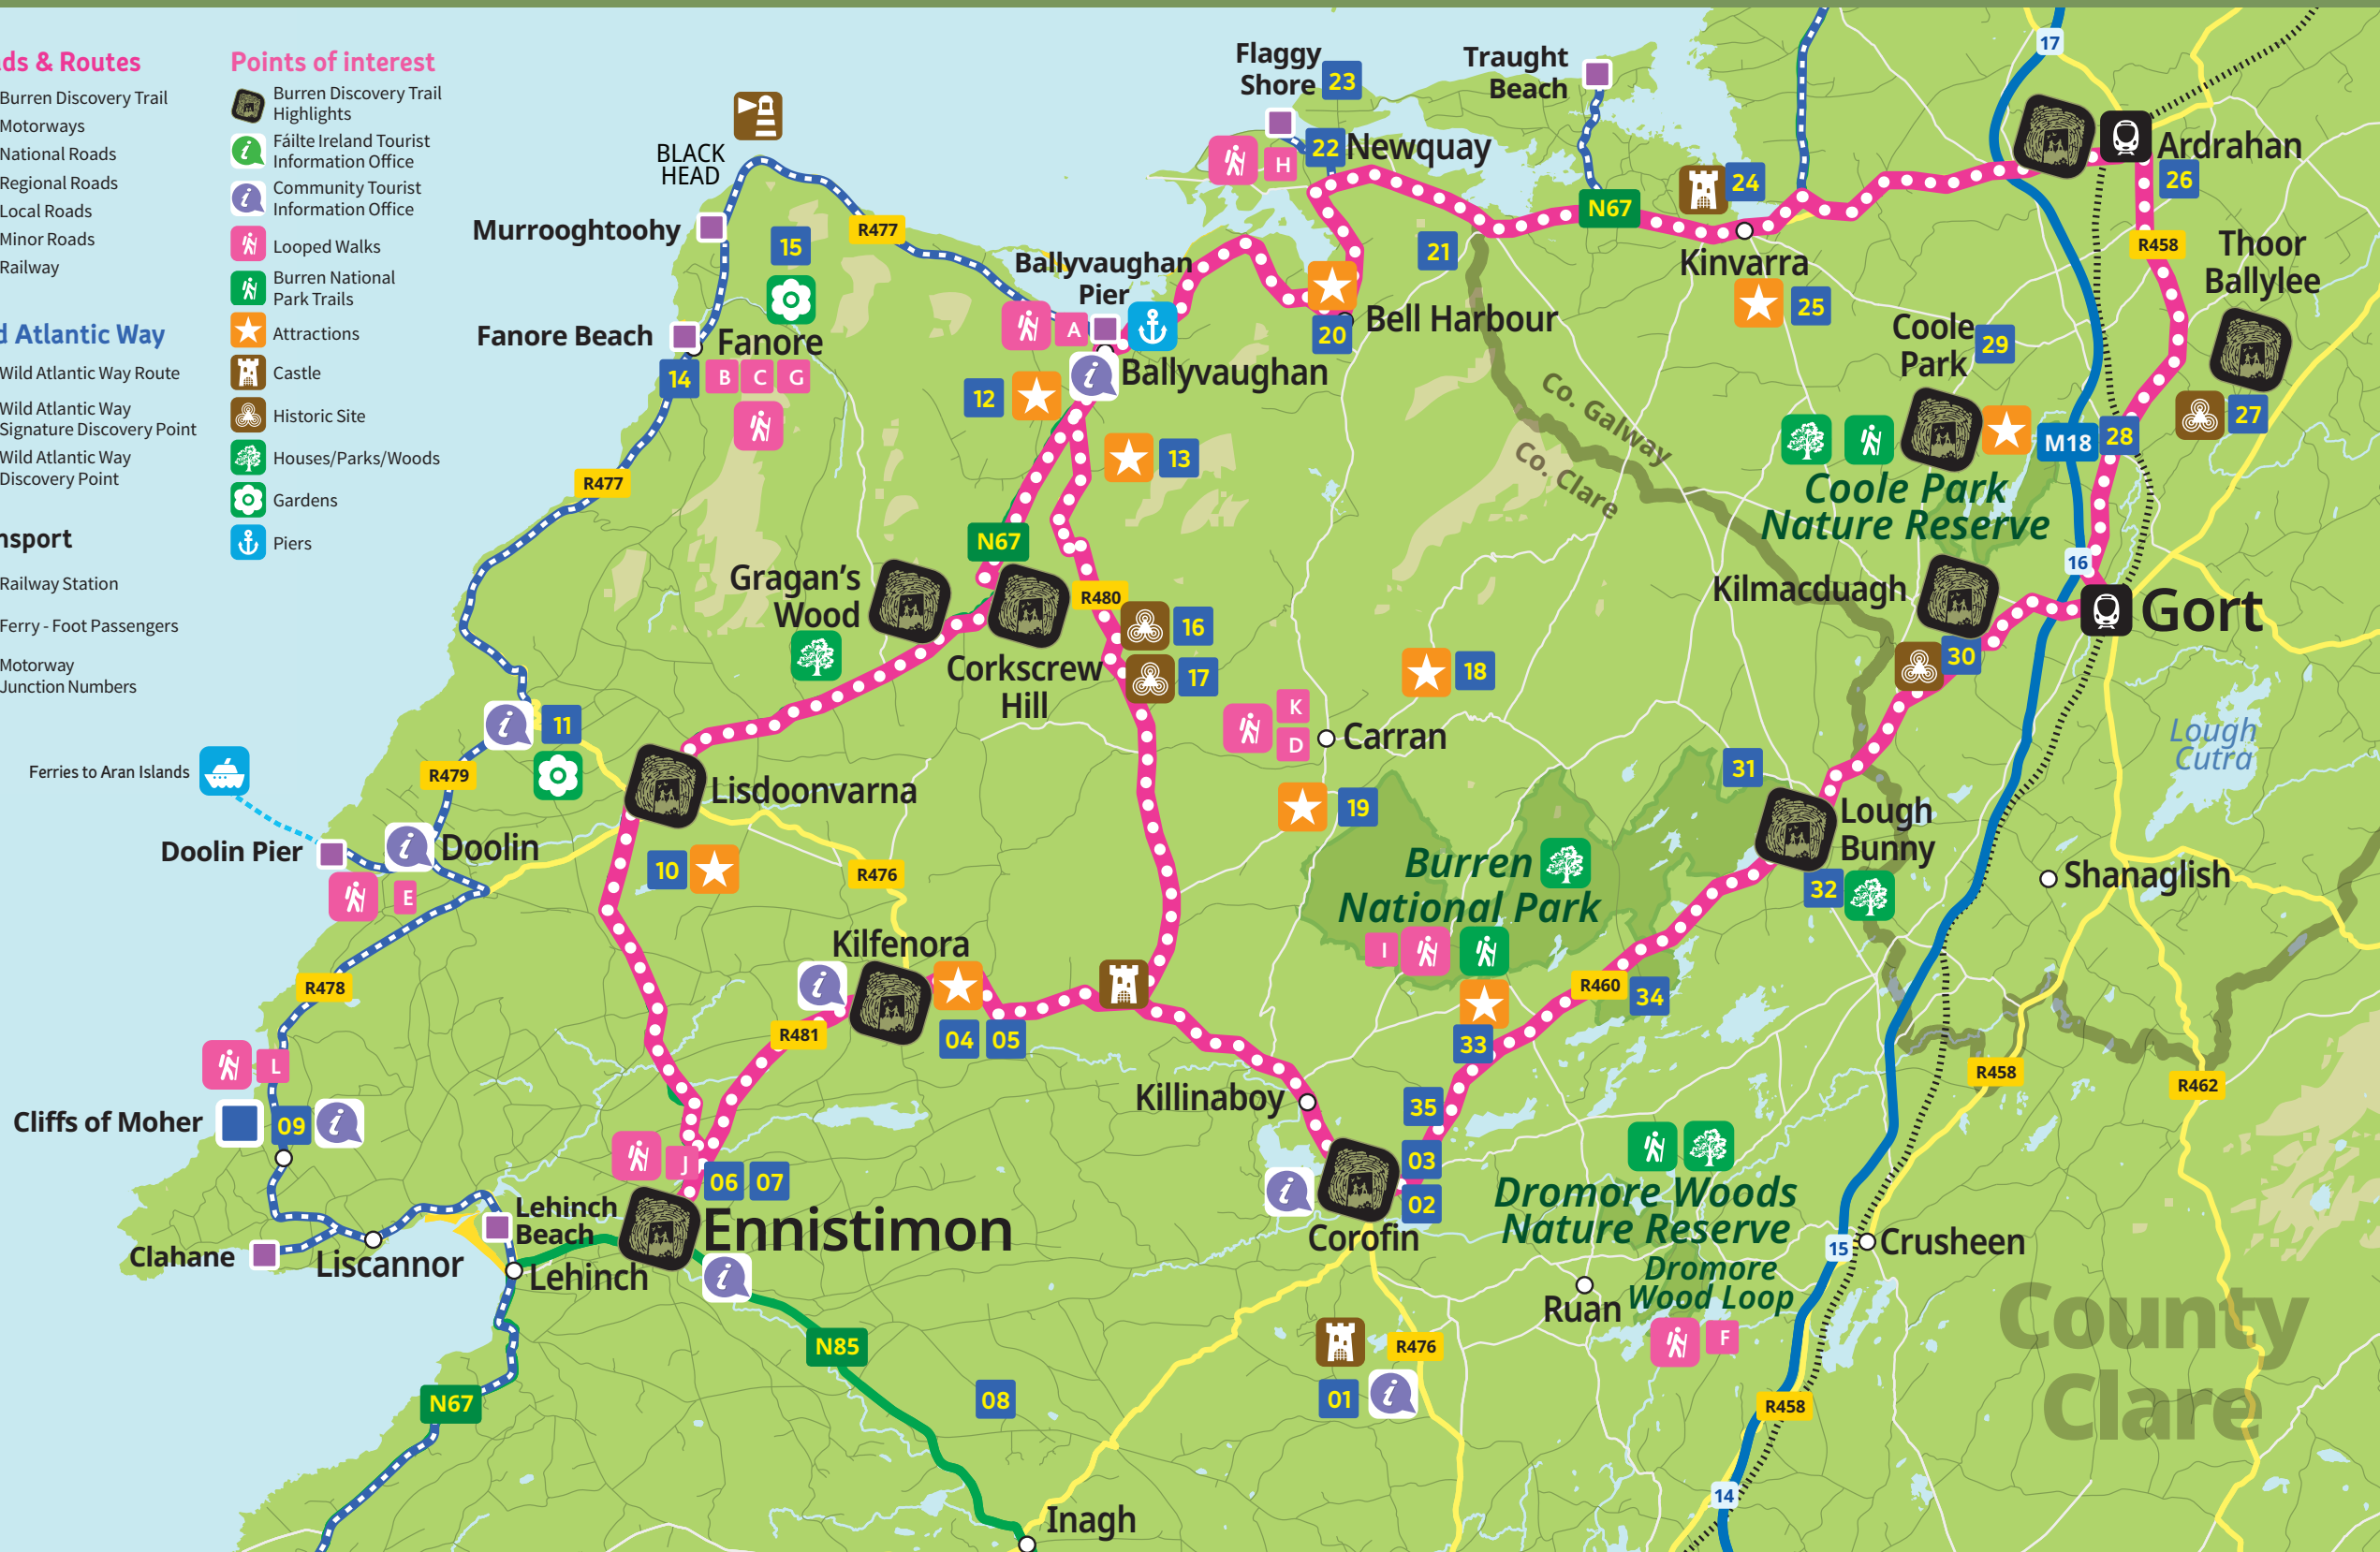 ds & Routes
Burren Discovery Trail
Motorways
National Roads
Regional Roads
Local Roads
Minor Roads
Railway
d Atlantic Way
Wild Atlantic Way Route
Wild Atlantic Way
Signature Discovery Point
Wild Atlantic Way
Discovery Point
nsport
Railway Station
Ferry - Foot Passengers
Motorway
Junction Numbers
Points of interest
Burren Discovery Trail
Highlights
Fáilte Ireland Tourist
Information Office
Community Tourist
Information Office
Looped Walks
Burren National
Park Trails
Attractions
Castle
Historic Site
Houses/Parks/Woods
Gardens
Piers
BLACK
HEAD
Murrooghtoohy
15
R477
Fanore Beach
Fanore
14
B C G
R477
Flaggy
Shore
23
Traught
Beach
22
Newquay
H
21
N67
24
Kinvarra
25
17
Ardrahan
26
R458
Thoor
Ballylee
27
28
M18
Coole
Park
29
Coole Park
Nature Reserve
Ballyvaughan
Pier
A
Ballyvaughan
12
13
20
Bell Harbour
Co. Galway
Co. Clare
N67
Gragan's
Wood
Corkscrew
Hill
R480
16
17
18
K
D
Carran
19
Kilmacduagh
16
Gort
30
Lough
Cutra
31
Lough
Bunny
32
Shanaglish
11
R479
Ferries to Aran Islands
Doolin Pier
Doolin
E
Lisdoonvarna
10
R476
Kilfenora
R481
04 05
R478
L
Cliffs of Moher
09
Clahane
Liscannor
Lehinch
Beach
Lehinch
J
06 07
Ennistimon
N85
N67
08
Inagh
Burren
National Park
I
R460
34
33
35
Killinaboy
03
02
Corofin
01
R476
Dromore Woods
Nature Reserve
Dromore
Wood Loop
Ruan
F
15
Crusheen
R458
R462
R458
14
County
Clare